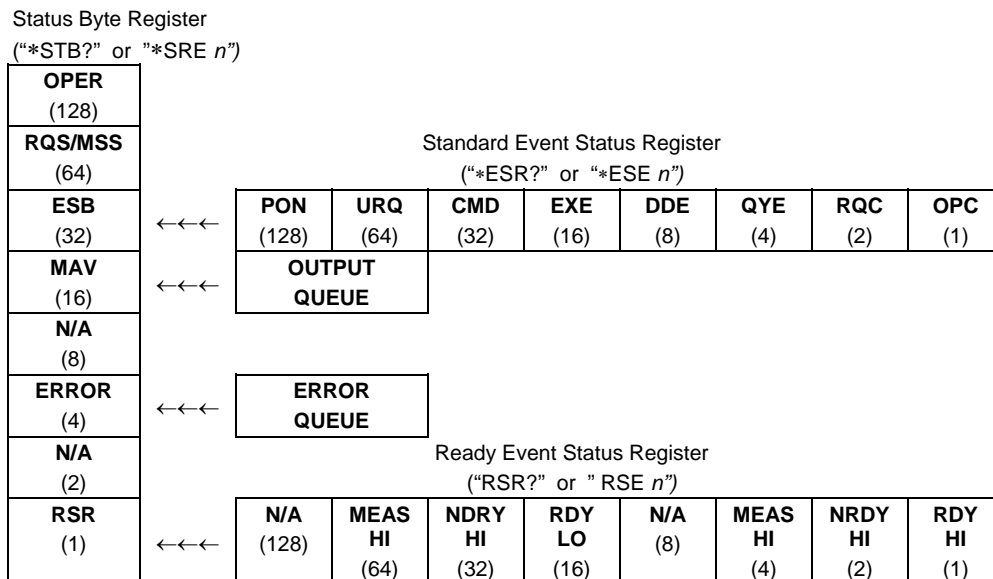 Status Byte Register
(“∗STB?” or ”∗SRE n”)
OPER
(128)
RQS/MSS
(64)
Standard Event Status Register
(“∗ESR?” or “∗ESE n”)
ESB
(32)
←←←
PON URQ CMD EXE DDE QYE RQC OPC
(128) (64) (32) (16) (8) (4) (2) (1)
MAV
(16)
←←←
OUTPUT
QUEUE
N/A
(8)
ERROR
(4)
←←←
ERROR
QUEUE
N/A
(2)
Ready Event Status Register
(“RSR?” or ” RSE n”)
RSR
(1)
←←←
N/A MEAS NDRY RDY N/A MEAS NRDY RDY
(128) HI HI LO (8) HI HI HI
(64) (32) (16) (4) (2) (1)